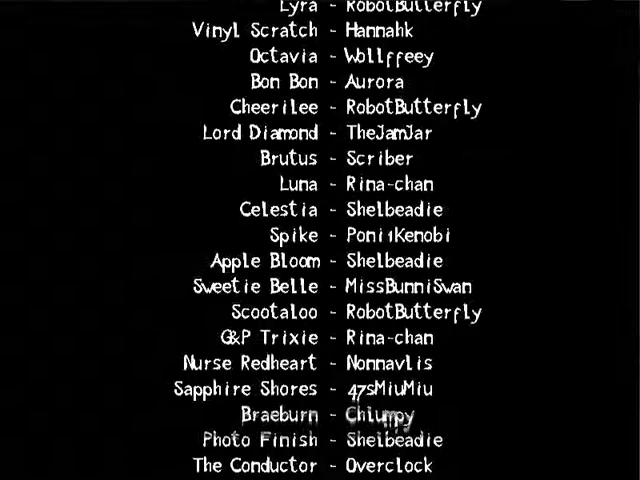 Lyra - RobotButterfly
Vinyl Scratch - Hannahk
Octavia - Wollffeey
Bon Bon - Aurora
Cheerilee - RobotButterfly
Lord Diamond - TheJamJar
Brutus - Scriber
Luna - Rina-chan
Celestia - Shelbeadie
Spike - Ponii1Kenobi
Apple Bloom - Shelbeadie
Sweetie Belle - MissBunniSwan
Scootaloo - RobotButterfly
G&P Trixie - Rina-chan
Nurse Redheart - Nonnavlis
Sapphire Shores - 47sMiuMiu
Braeburn -
Photo Finish - Shelbeadie
The Conductor - Overclock